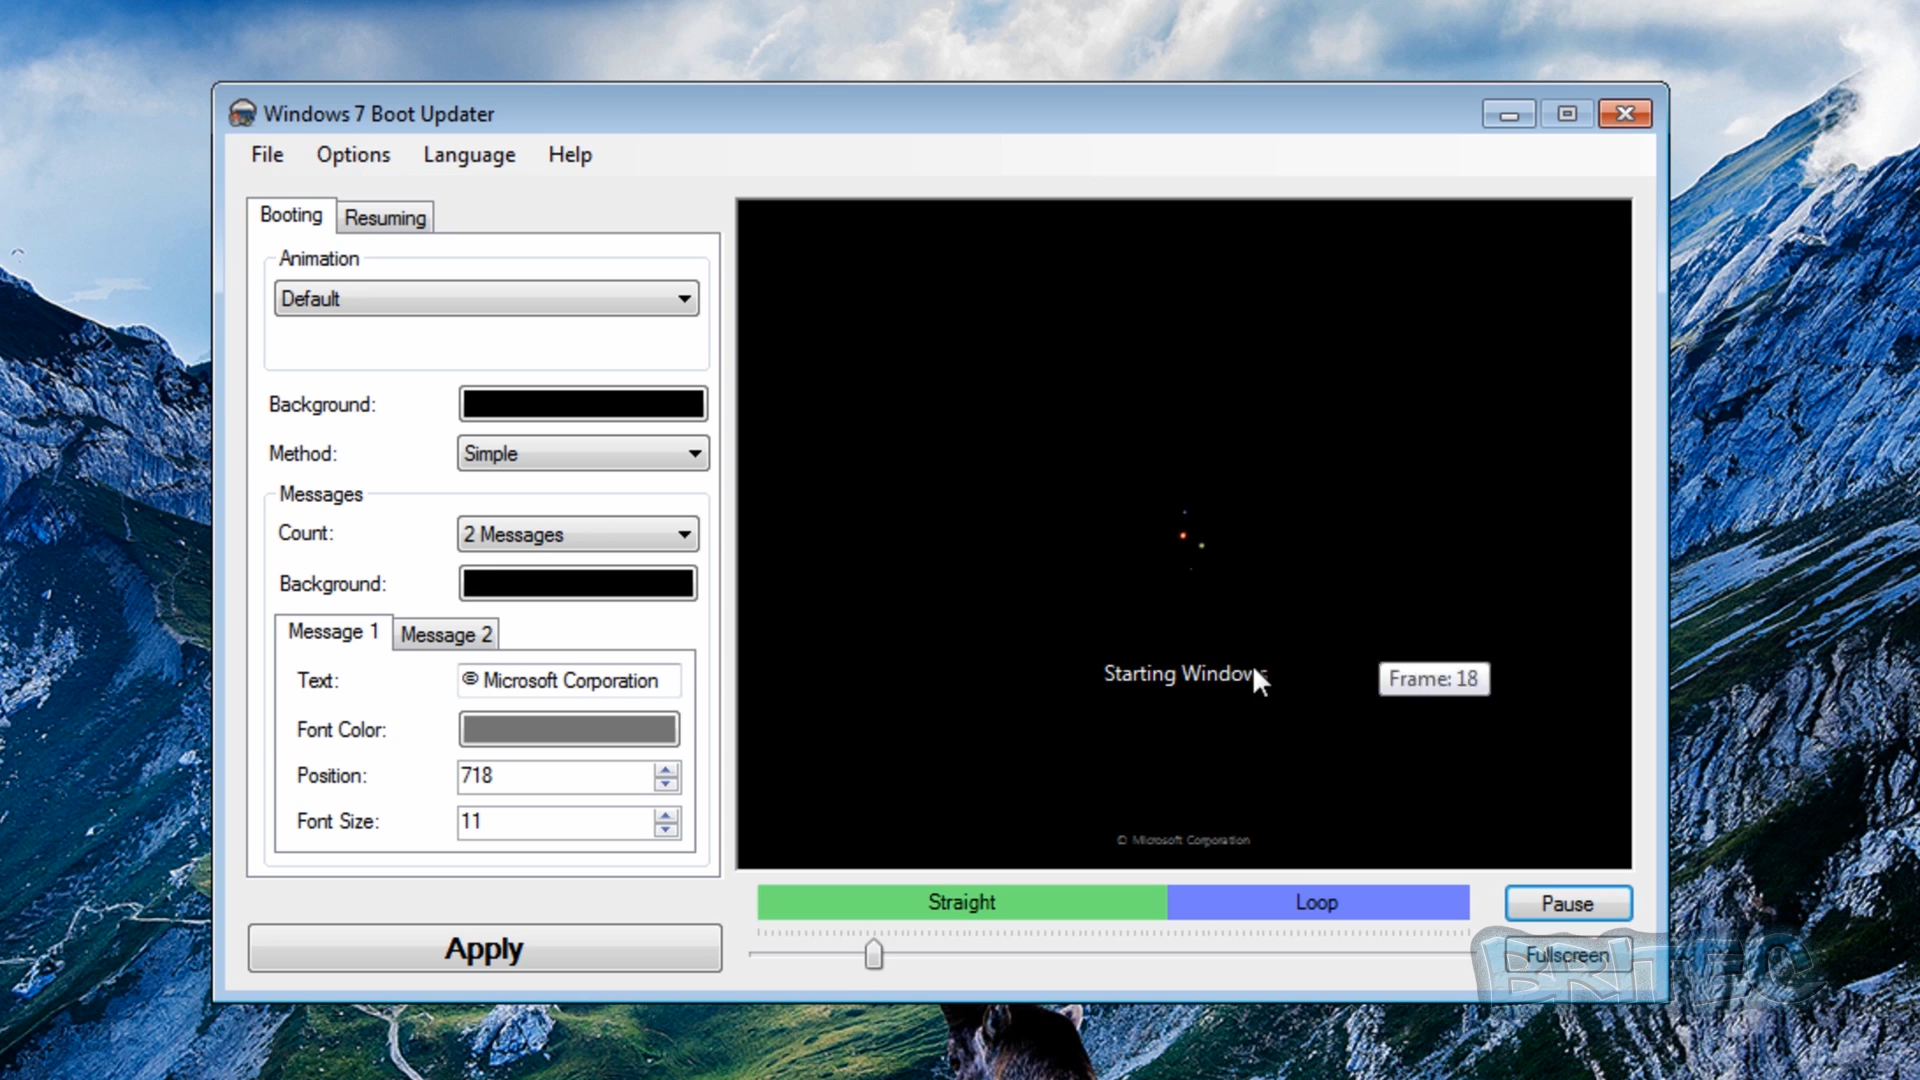 Windows 7 Boot Updater
File Options Language Help
Booting Resuming
Animation
Default
Background:
Method: Simple
Messages
Count: 2 Messages
Background:
Message 1 Message 2
Text: © Microsoft Corporation
Font Color:
Position: 718
Font Size: 11
Apply
Starting Windows
Frame: 18
© Microsoft Corporation
Straight Loop
Pause
Fullscreen
BRITEC